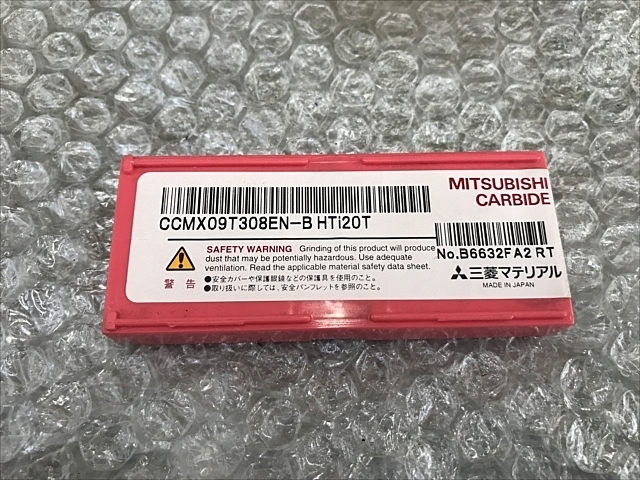 MITSUBISHI
CARBIDE
CCMX09T308EN-B HTi20T
No.B6632FA2 RT
SAFETY WARNING Grinding of this product will produce
dust that may be potentially hazardous. Use adequate
ventilation. Read the applicable material safety data sheet.
警告
●安全カバーや保護眼鏡などの保護具を使用のこと。
●取り扱いに際しては、安全パンフレットを参照のこと。
三菱マテリアル
MADE IN JAPAN